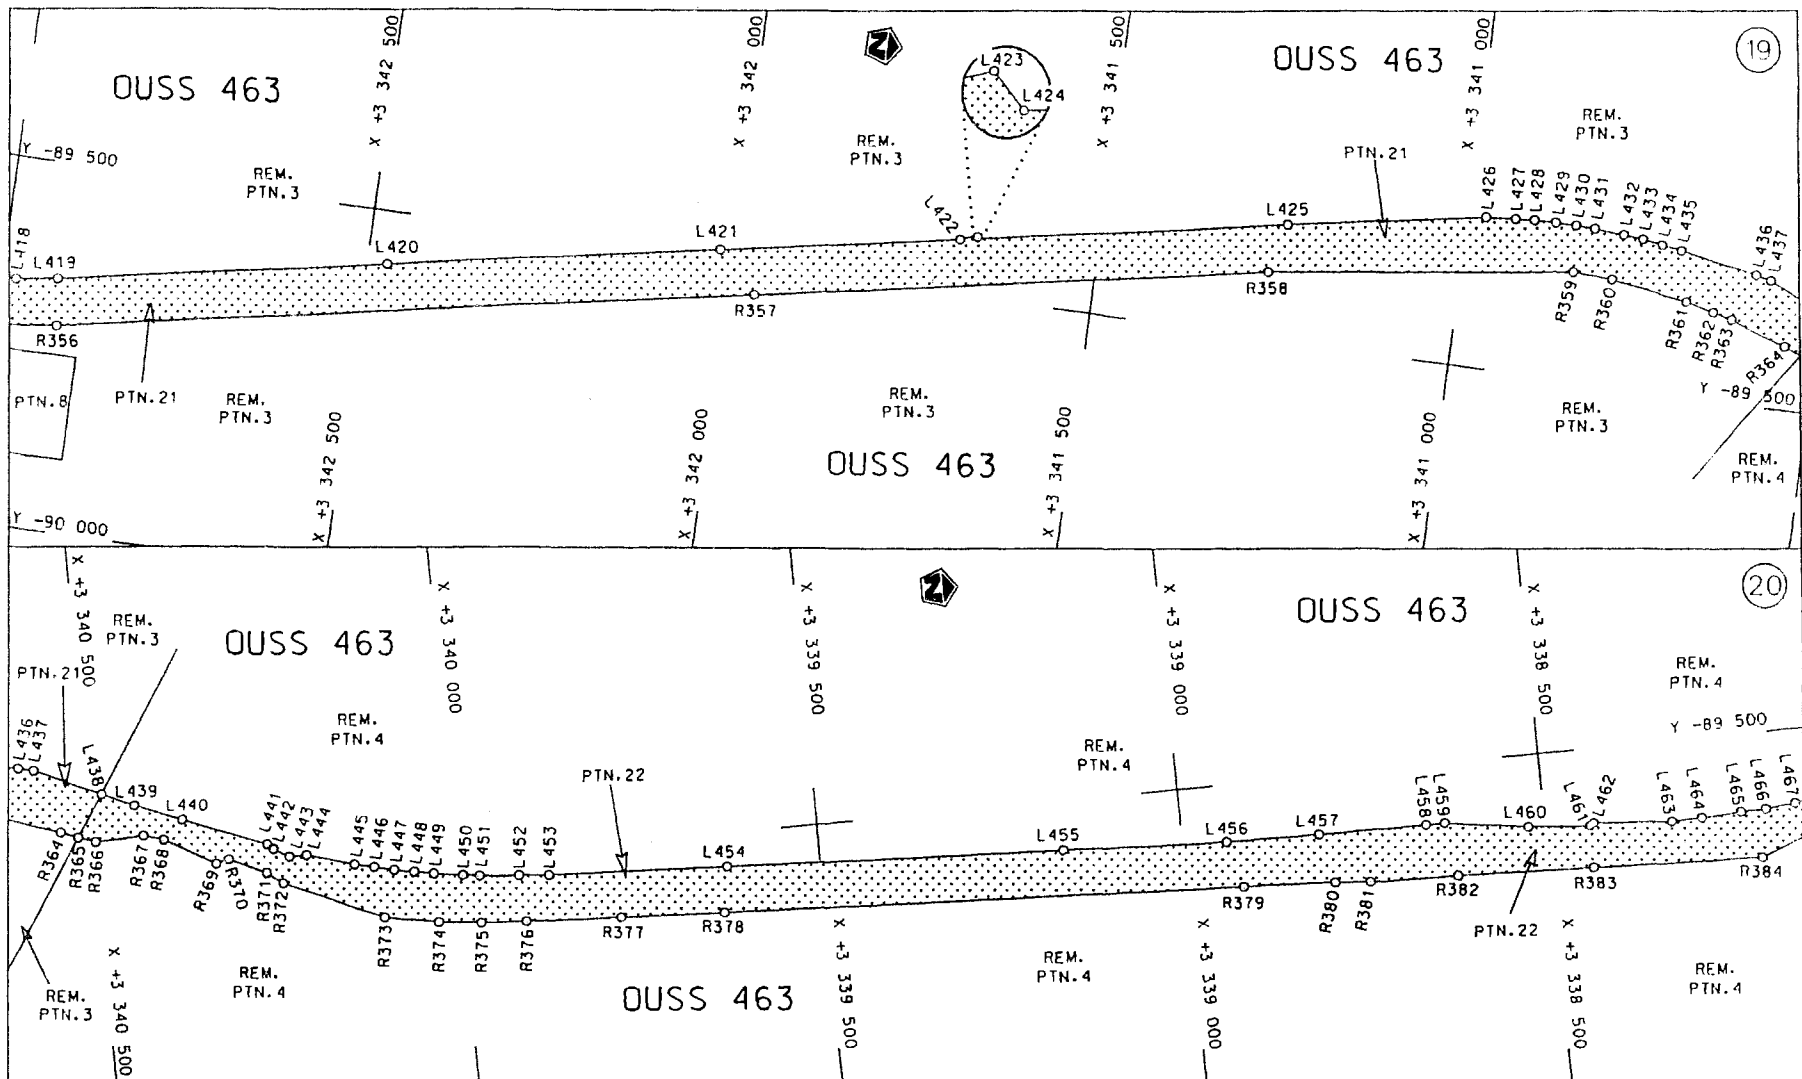 X +3 342 500
X +3 342 000
N
X +3 341 500
X +3 341 000
19
OUSS 463
OUSS 463
L423
L424
Y -89 500
REM.
PTN.3
REM.
PTN.3
PTN.21
REM.
PTN.3
L418
L419
L420
L421
L422
L425
L426
L427
L428
L429
L430
L431
L432
L433
L434
L435
L436
L437
R356
R357
R358
R359
R360
R361
R362
R363
R364
PTN.8
PTN.21
REM.
PTN.3
REM.
PTN.3
REM.
PTN.3
Y -89 500
X +3 342 500
X +3 342 000
OUSS 463
X +3 341 500
X +3 341 000
REM.
PTN.4
Y -90 000
X +3 340 500
REM.
PTN.3
OUSS 463
X +3 340 000
X +3 339 500
N
X +3 339 000
OUSS 463
X +3 338 500
20
PTN.21
REM.
PTN.4
REM.
PTN.4
REM.
PTN.4
Y -89 500
L436
L437
L438
L439
L440
L441
L442
L443
L444
L445
L446
L447
L448
L449
L450
L451
L452
L453
PTN.22
L454
L455
L456
L457
L458
L459
L460
L461
L462
L463
L464
L465
L466
L467
R364
R365
R366
R367
R368
R369
R370
R371
R372
R373
R374
R375
R376
R377
R378
R379
R380
R381
R382
R383
R384
PTN.22
REM.
PTN.3
X +3 340 500
REM.
PTN.4
OUSS 463
X +3 339 500
REM.
PTN.4
X +3 339 000
X +3 338 500
REM.
PTN.4